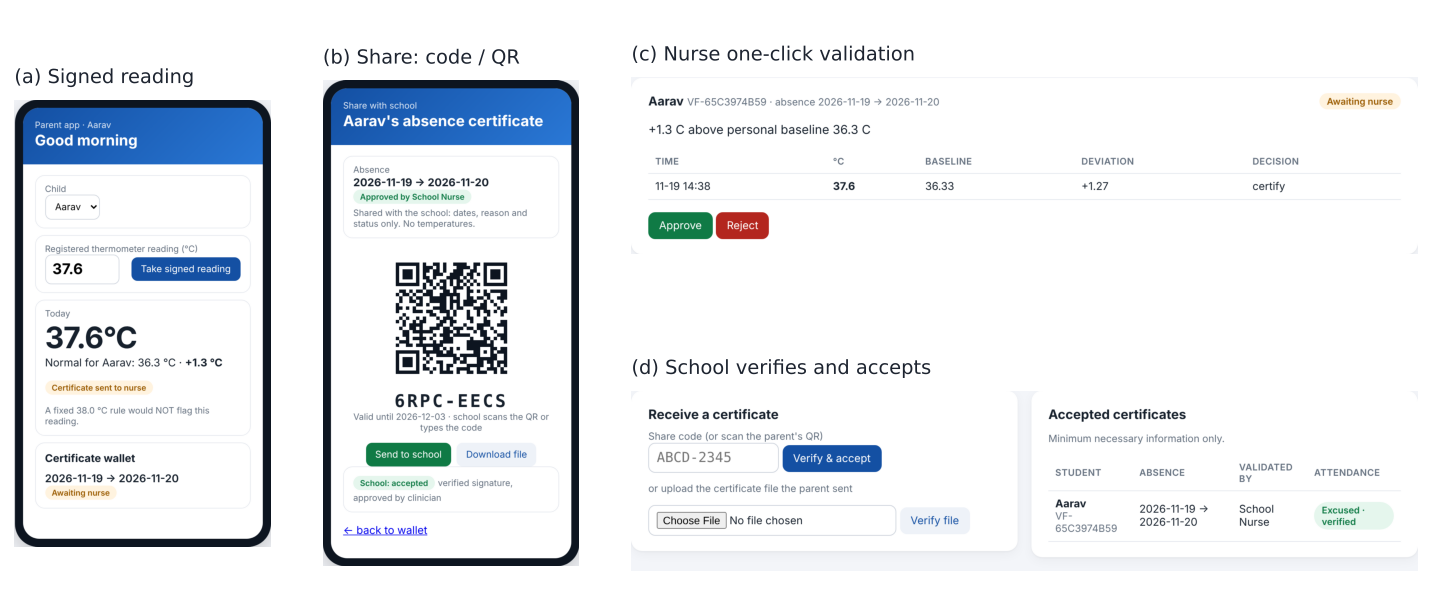 (a) Signed reading
Parent app · Aarav
Good morning
Child
Aarav
Registered thermometer reading (°C)
37.6 Take signed reading
Today
37.6°C
Normal for Aarav: 36.3 °C · +1.3 °C
Certificate sent to nurse
A fixed 38.0 °C rule would NOT flag this
reading.
Certificate wallet
2026-11-19 → 2026-11-20
Awaiting nurse
(b) Share: code / QR
Share with school
Aarav's absence certificate
Absence
2026-11-19 → 2026-11-20
Approved by School Nurse
Shared with the school: dates, reason and
status only. No temperatures.
6RPC-EECS
Valid until 2026-12-03 · school scans the QR or
types the code
Send to school Download file
School: accepted verified signature,
approved by clinician
← back to wallet
(c) Nurse one-click validation
Aarav VF-65C3974B59 · absence 2026-11-19 → 2026-11-20 Awaiting nurse
+1.3 C above personal baseline 36.3 C
TIME °C BASELINE DEVIATION DECISION
11-19 14:38 37.6 36.33 +1.27 certify
Approve Reject
(d) School verifies and accepts
Receive a certificate
Share code (or scan the parent's QR)
ABCD-2345 Verify & accept
or upload the certificate file the parent sent
Choose File No file chosen Verify file
Accepted certificates
Minimum necessary information only.
STUDENT ABSENCE VALIDATED BY ATTENDANCE
Aarav
VF-
65C3974B59
2026-11-19 →
2026-11-20
School
Nurse
Excused ·
verified